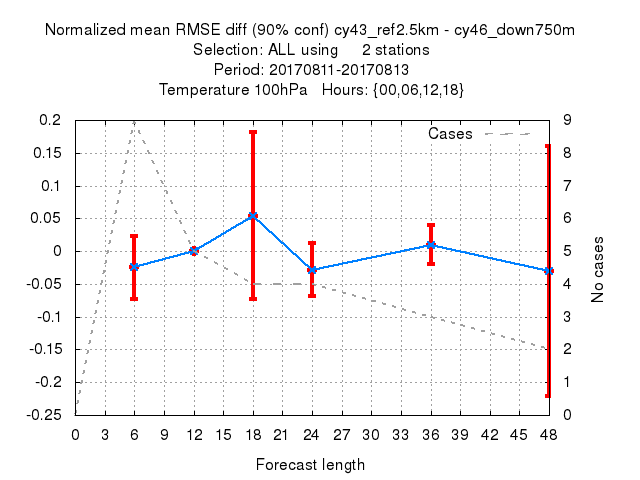 Normalized mean RMSE diff (90% conf) cy43_ref2.5km - cy46_down750m
Selection: ALL using 2 stations
Period: 20170811-20170813
Temperature 100hPa Hours: {00,06,12,18}
Cases
0.2
0.15
0.1
0.05
0
-0.05
-0.1
-0.15
-0.2
-0.25
9
8
7
6
5
4
3
2
1
0
No cases
0 3 6 9 12 15 18 21 24 27 30 33 36 39 42 45 48
Forecast length